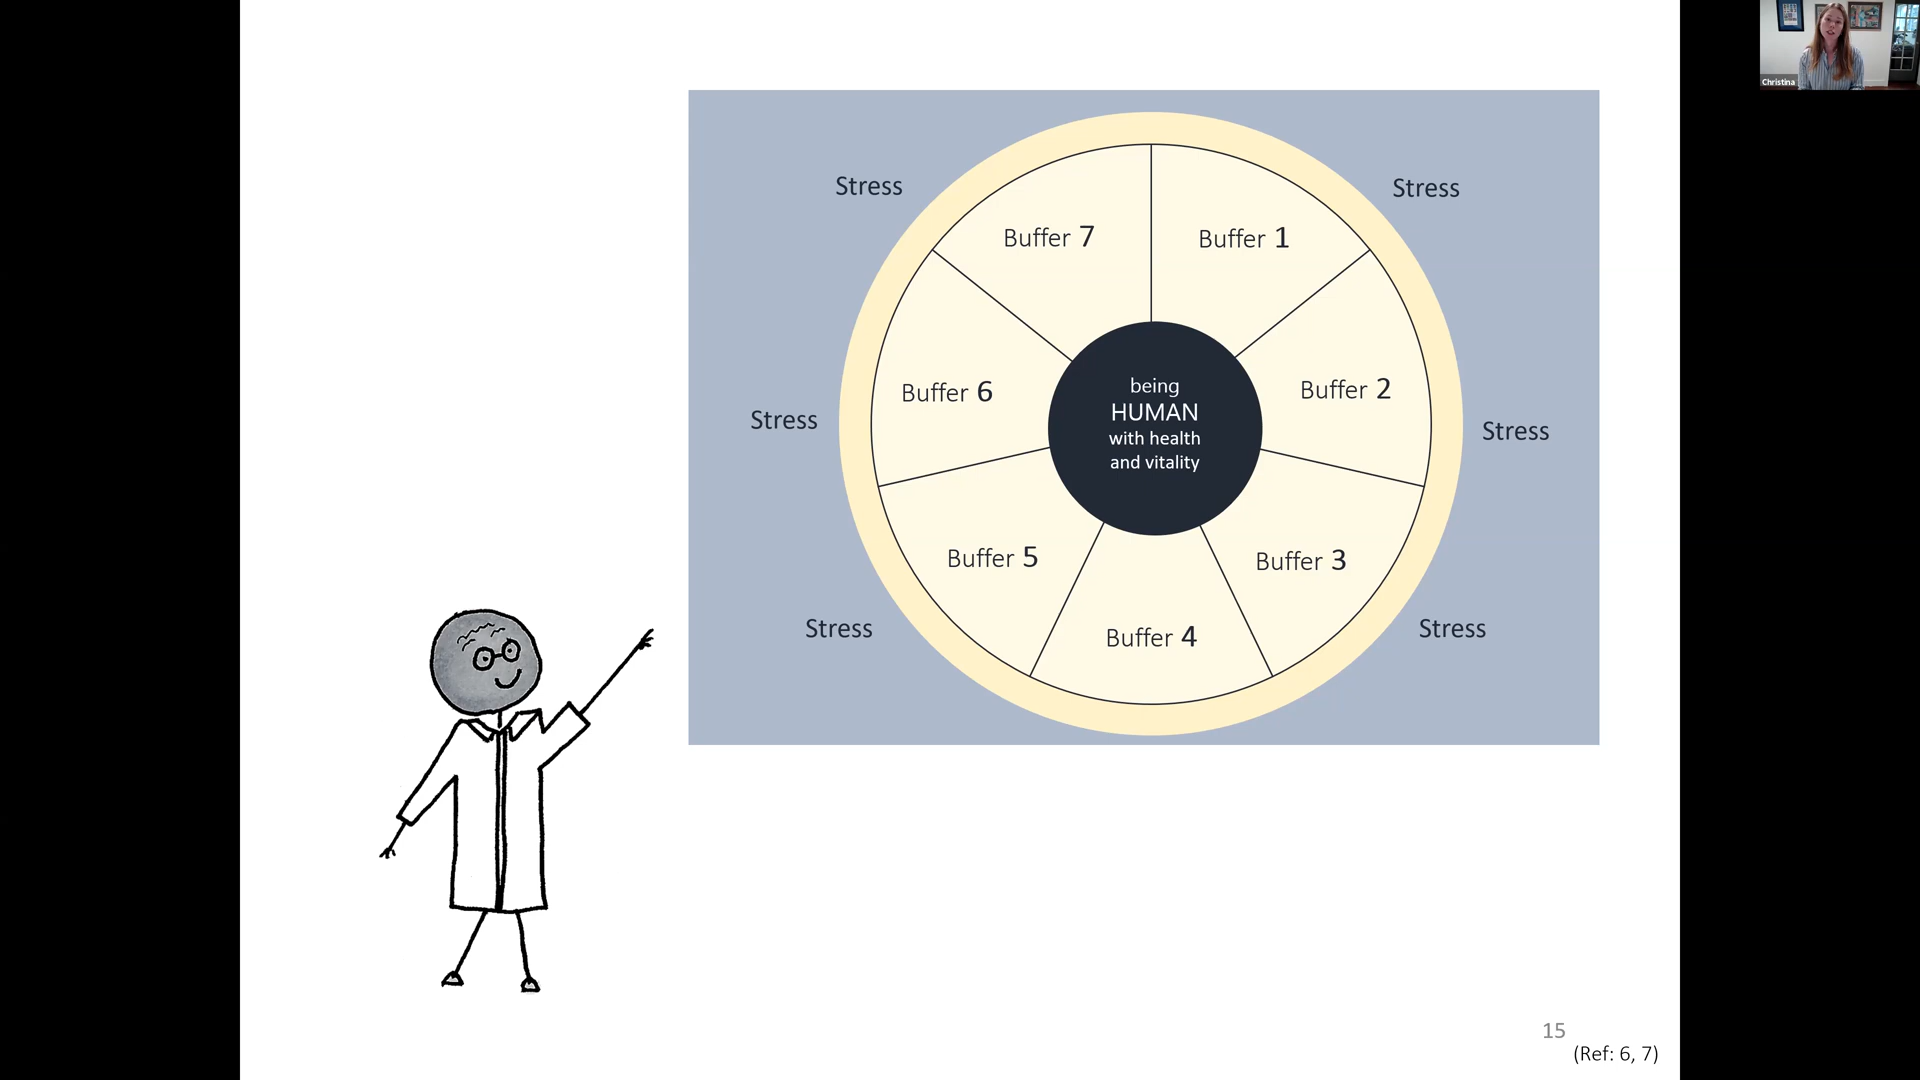 Christina
Stress
Stress
Buffer 7
Buffer 1
Buffer 6
Buffer 2
being
HUMAN
with health
and vitality
Stress
Stress
Buffer 5
Buffer 3
Stress
Buffer 4
Stress
15
(Ref: 6, 7)